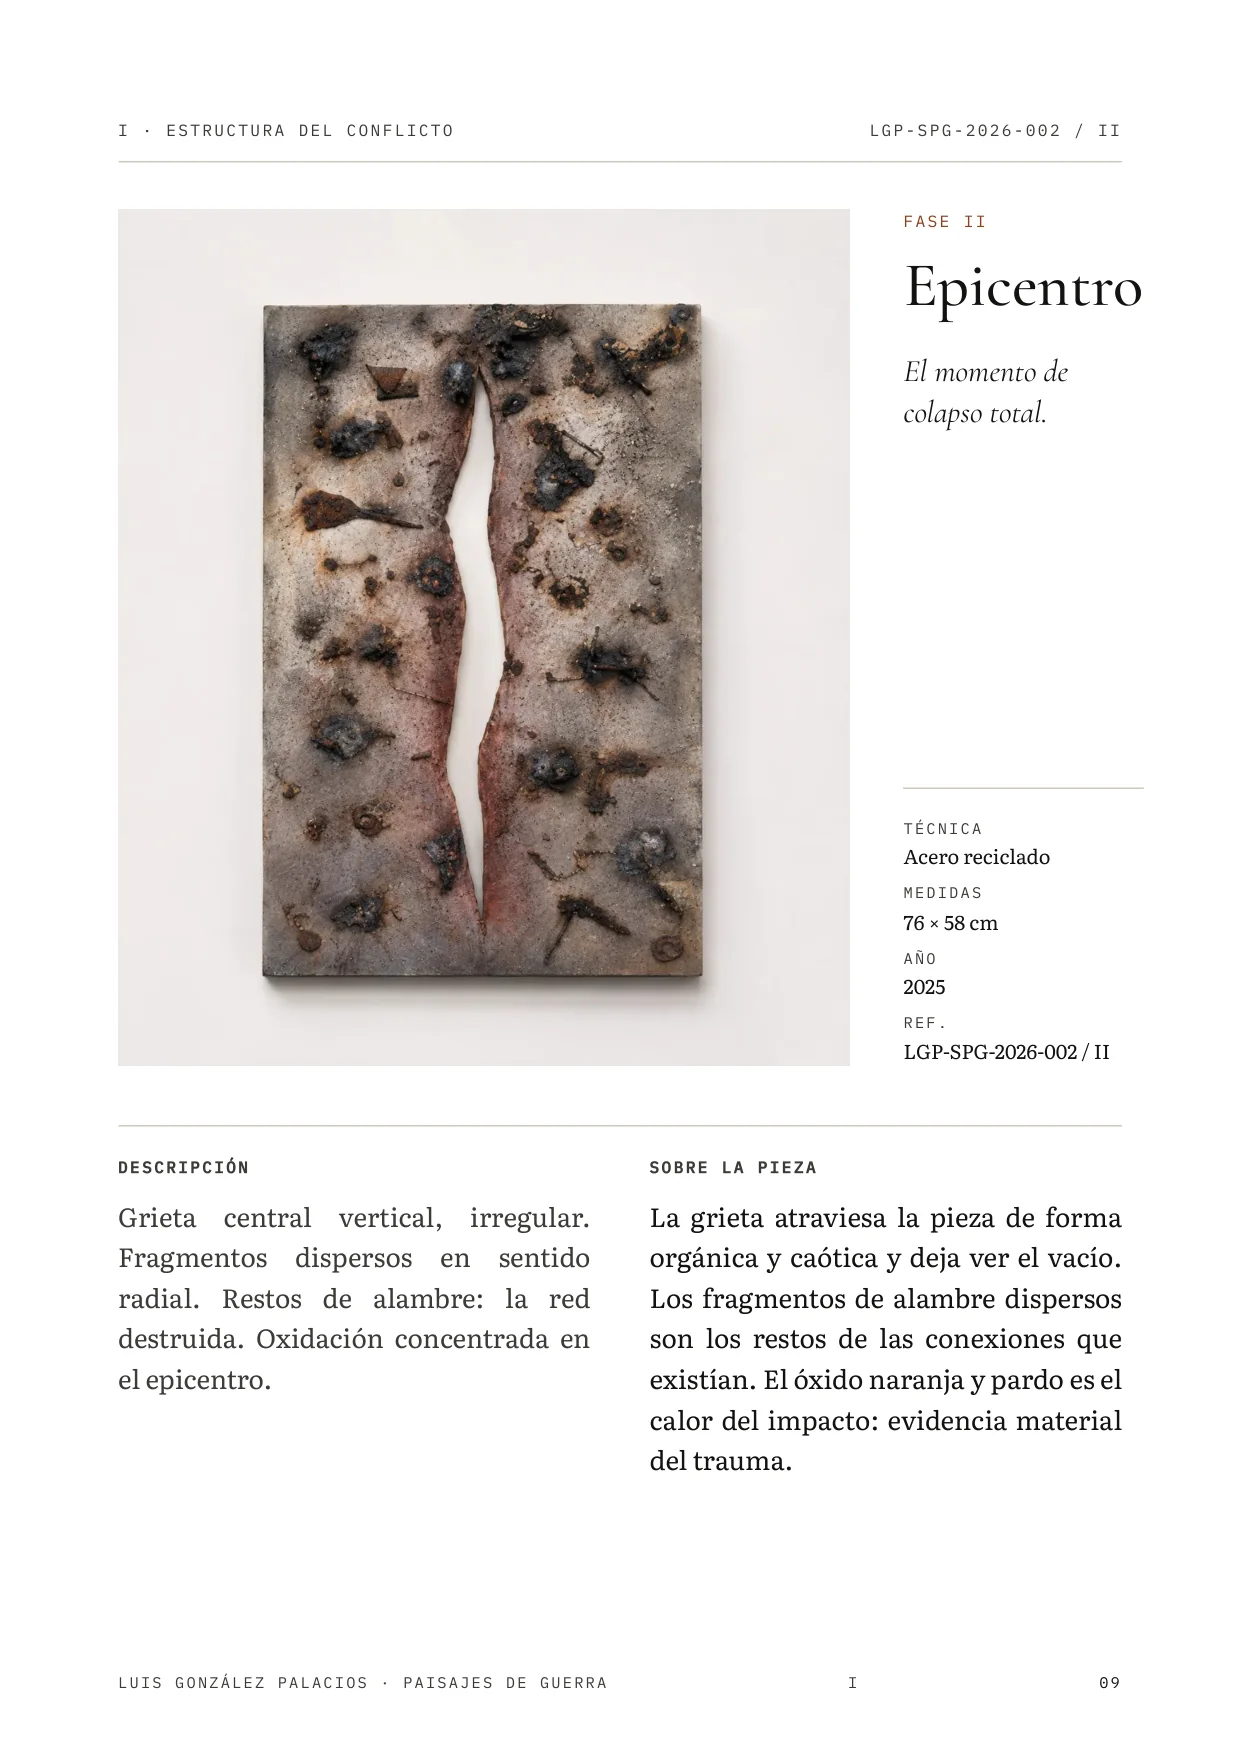 I · ESTRUCTURA DEL CONFLICTO
LGP-SPG-2026-002 / II
FASE II
Epicentro
El momento de
colapso total.
TÉCNICA
Acero reciclado
MEDIDAS
76 × 58 cm
AÑO
2025
REF.
LGP-SPG-2026-002 / II
DESCRIPCIÓN
Grieta central vertical, irregular.
Fragmentos dispersos en sentido
radial. Restos de alambre: la red
destruida. Oxidación concentrada en
el epicentro.
SOBRE LA PIEZA
La grieta atraviesa la pieza de forma
orgánica y caótica y deja ver el vacío.
Los fragmentos de alambre dispersos
son los restos de las conexiones que
existían. El óxido naranja y pardo es el
calor del impacto: evidencia material
del trauma.
LUIS GONZÁLEZ PALACIOS · PAISAJES DE GUERRA
I
09